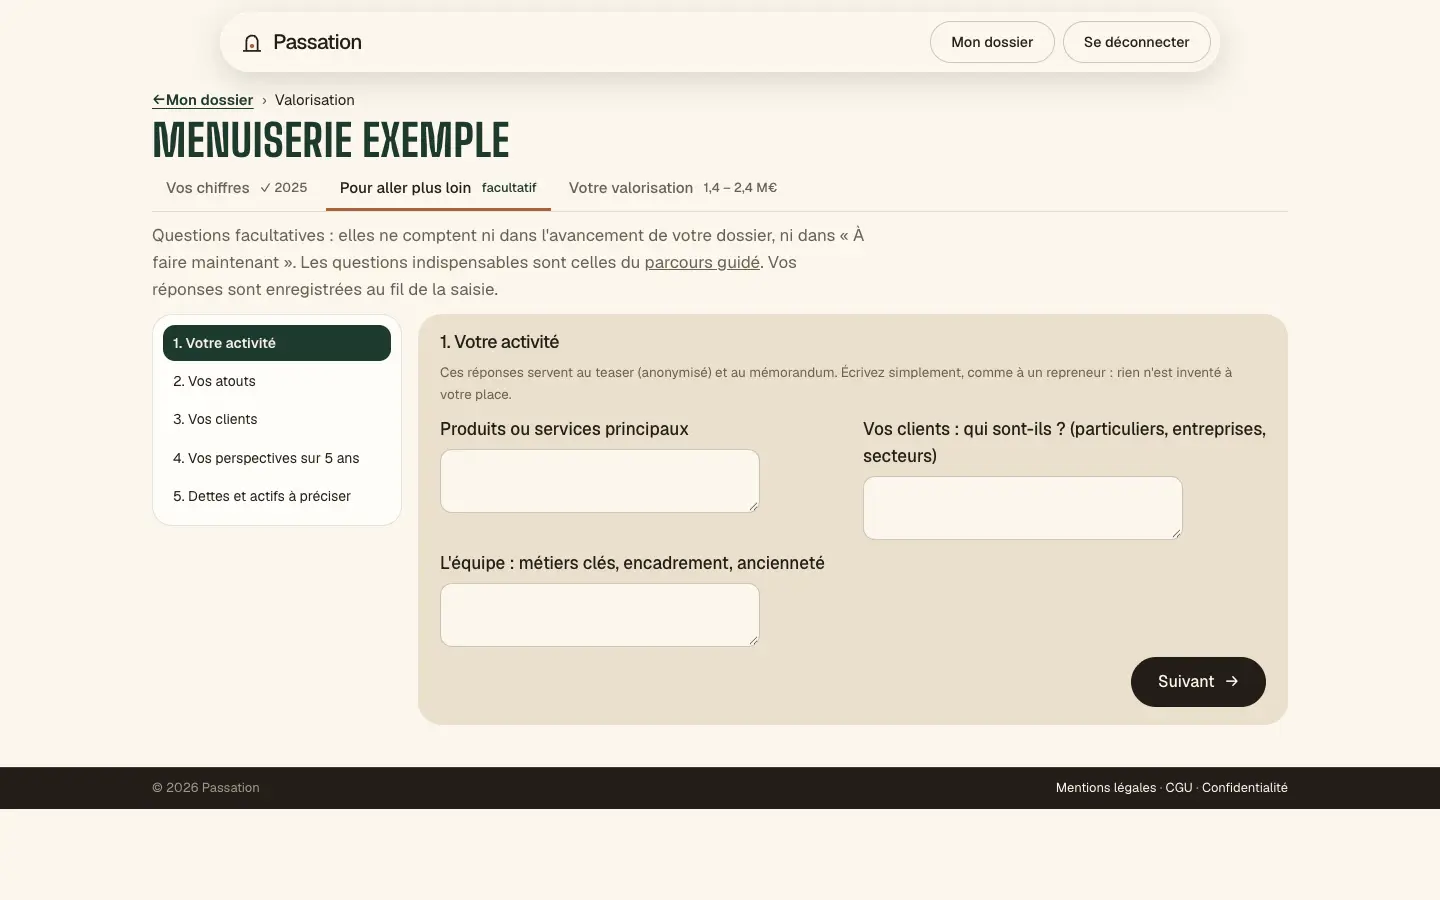 Passation
Mon dossier
Se déconnecter
←Mon dossier › Valorisation
MENUISERIE EXEMPLE
Vos chiffres ✓ 2025
Pour aller plus loin facultatif
Votre valorisation 1,4 – 2,4 M€
Questions facultatives : elles ne comptent ni dans l'avancement de votre dossier, ni dans « À
faire maintenant ». Les questions indispensables sont celles du parcours guidé. Vos
réponses sont enregistrées au fil de la saisie.
1. Votre activité
2. Vos atouts
3. Vos clients
4. Vos perspectives sur 5 ans
5. Dettes et actifs à préciser
1. Votre activité
Ces réponses servent au teaser (anonymisé) et au mémorandum. Écrivez simplement, comme à un repreneur : rien n'est inventé à
votre place.
Produits ou services principaux
Vos clients : qui sont-ils ? (particuliers, entreprises,
secteurs)
L'équipe : métiers clés, encadrement, ancienneté
Suivant →
© 2026 Passation
Mentions légales · CGU · Confidentialité